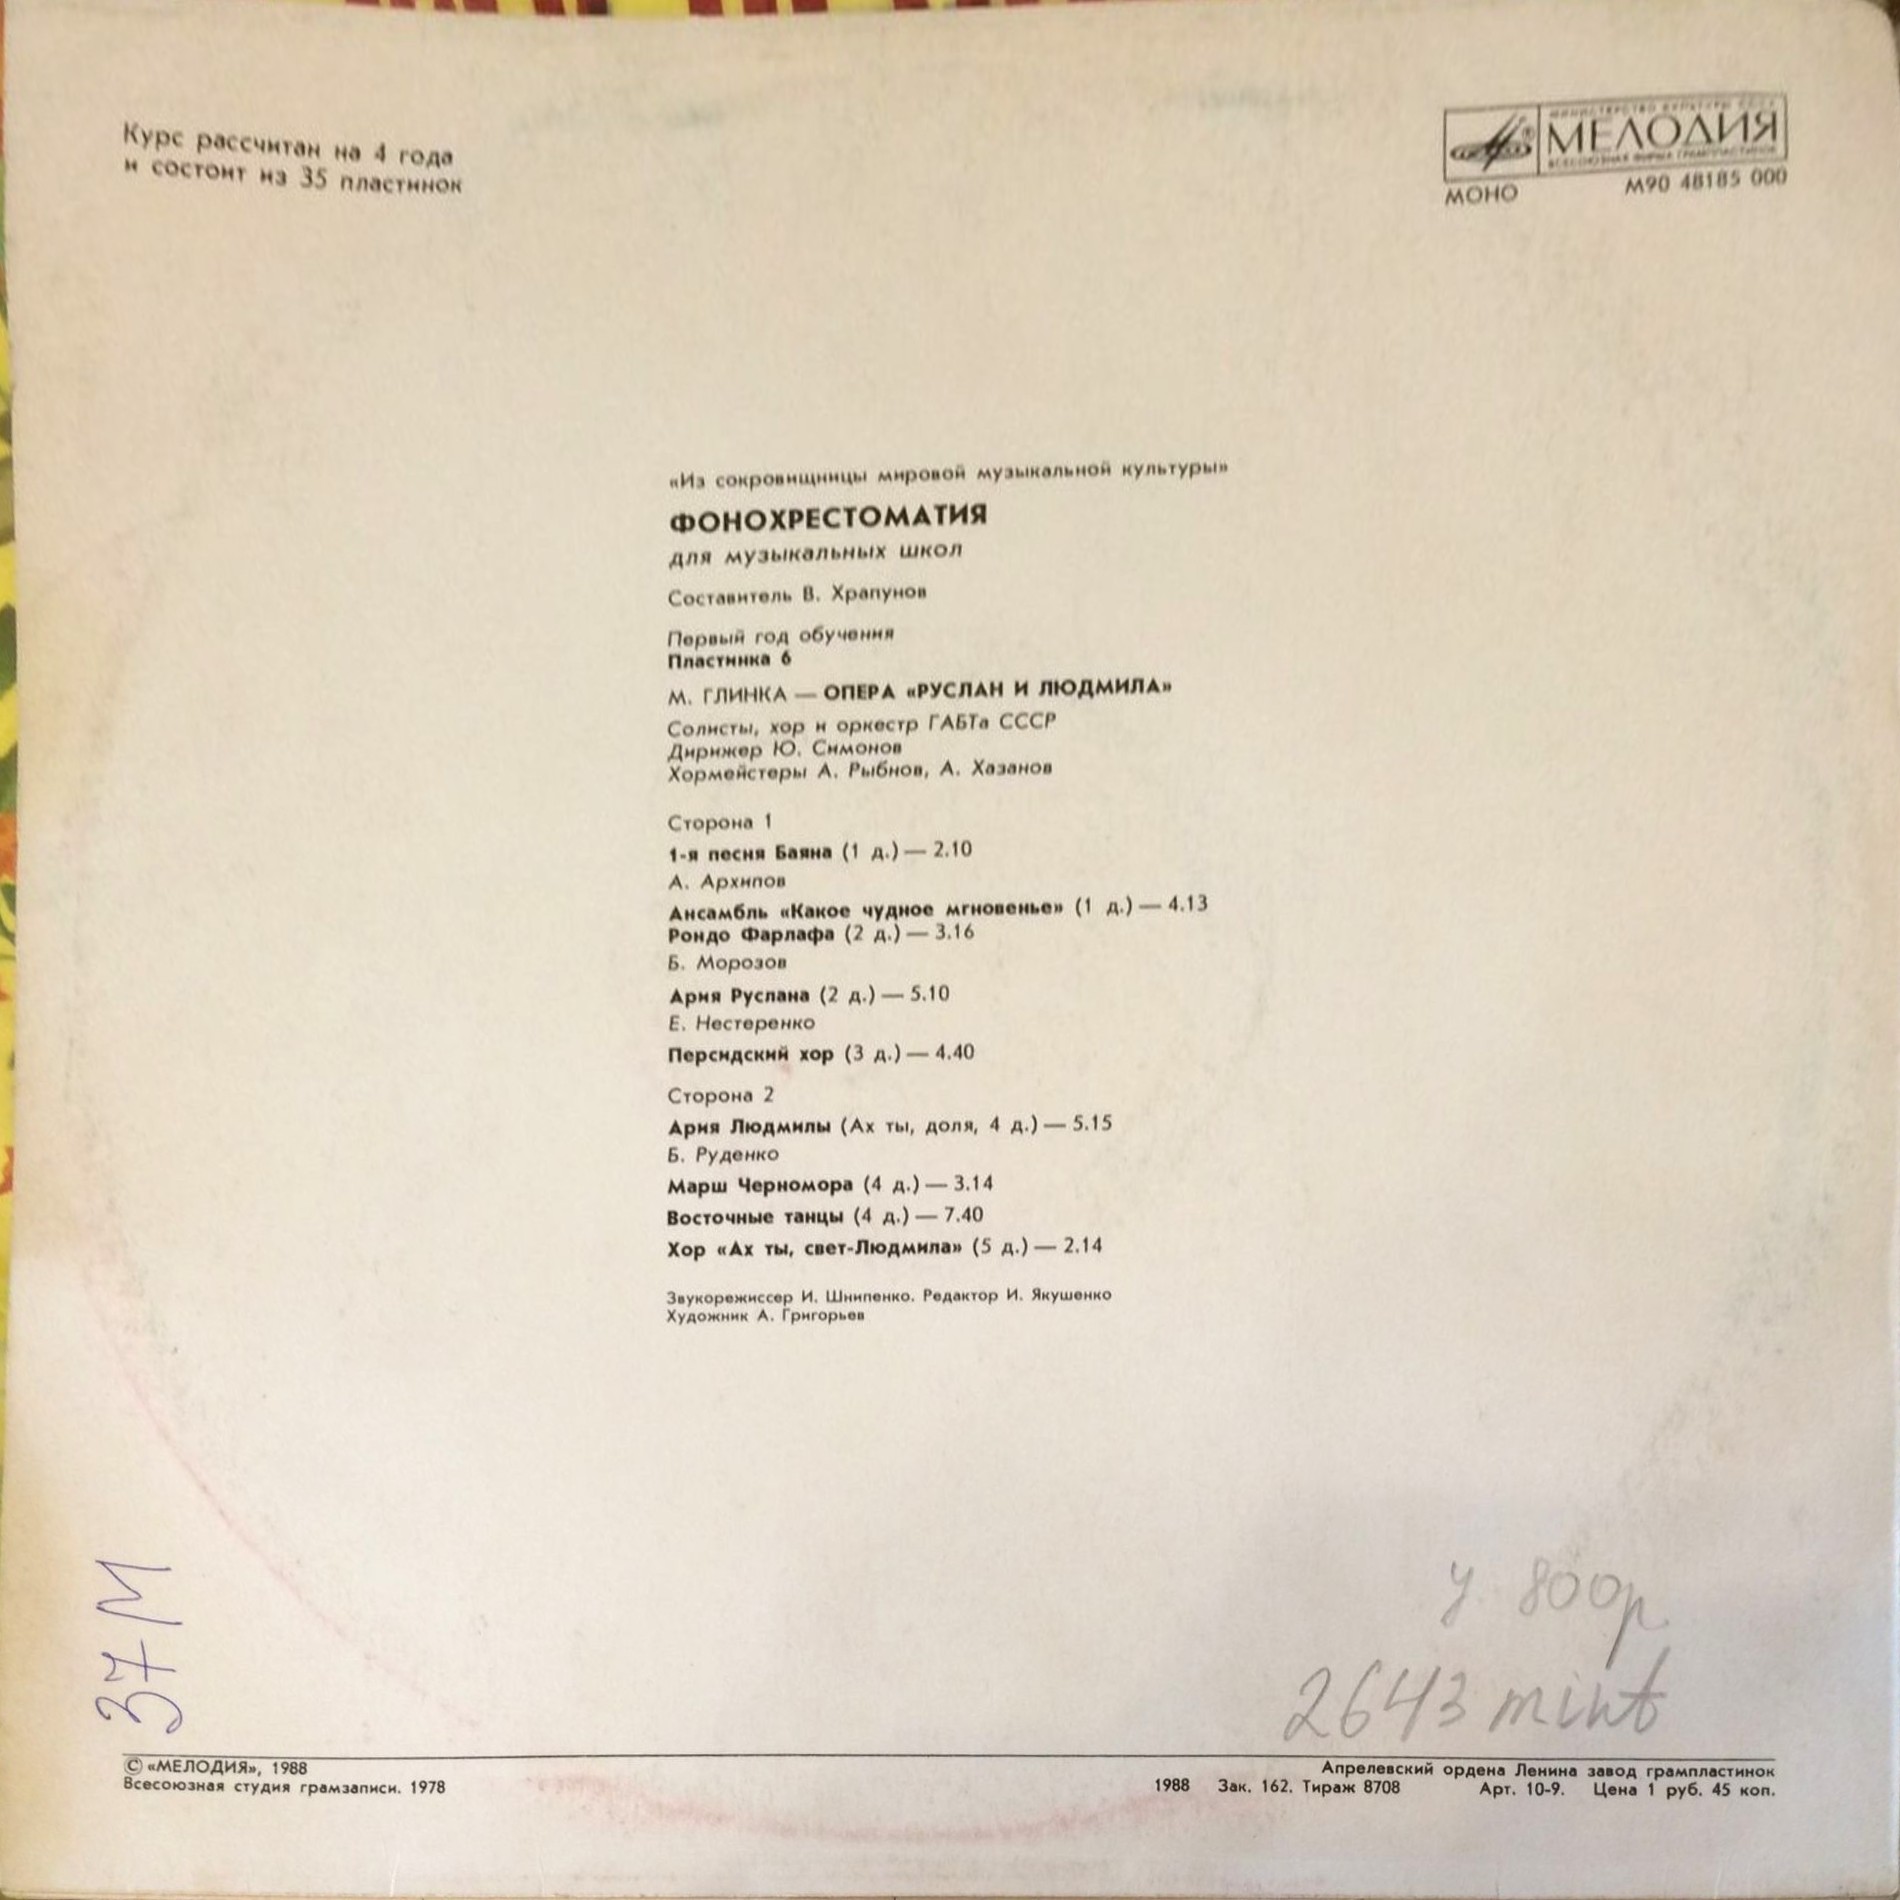 Курс рассчитан на 4 года
и состоит из 35 пластинок
МИНИСТЕРСТВО КУЛЬТУРЫ СССР
МЕЛОДИЯ
ВСЕСОЮЗНАЯ ФИРМА ГРАМПЛАСТИНОК
МОНО М90 48185 000
«Из сокровищницы мировой музыкальной культуры»
ФОНОХРЕСТОМАТИЯ
для музыкальных школ
Составитель В. Храпунов
Первый год обучения
Пластинка 6
М. ГЛИНКА — ОПЕРА «РУСЛАН И ЛЮДМИЛА»
Солисты, хор и оркестр ГАБТа СССР
Дирижер Ю. Симонов
Хормейстеры А. Рыбнов, А. Хазанов
Сторона 1
1-я песня Баяна (1 д.) — 2.10
А. Архипов
Ансамбль «Какое чудное мгновенье» (1 д.) — 4.13
Рондо Фарлафа (2 д.) — 3.16
Б. Морозов
Ария Руслана (2 д.) — 5.10
Е. Нестеренко
Персидский хор (3 д.) — 4.40
Сторона 2
Ария Людмилы (Ах ты, доля, 4 д.) — 5.15
Б. Руденко
Марш Черномора (4 д.) — 3.14
Восточные танцы (4 д.) — 7.40
Хор «Ах ты, свет-Людмила» (5 д.) — 2.14
Звукорежиссер И. Шнипенко. Редактор И. Якушенко
Художник А. Григорьев
37 М
у 800р
2643 mint
© «МЕЛОДИЯ», 1988
Всесоюзная студия грамзаписи. 1978
Апрелевский ордена Ленина завод грампластинок
1988 Зак. 162. Тираж 8708 Арт. 10-9. Цена 1 руб. 45 коп.